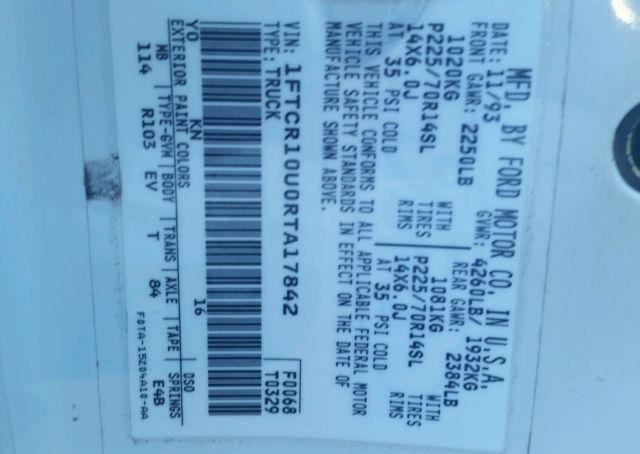 MFD. BY FORD MOTOR CO. IN U.S.A.
DATE: 11/93 GVWR: 4260LB/ 1932KG
FRONT GAWR: 2250LB REAR GAWR: 2384LB
1020KG WITH 1081KG WITH
P225/70R14SL TIRES P225/70R14SL TIRES
14X6.0J RIMS 14X6.0J RIMS
AT 35 PSI COLD AT 35 PSI COLD
THIS VEHICLE CONFORMS TO ALL APPLICABLE FEDERAL MOTOR
VEHICLE SAFETY STANDARDS IN EFFECT ON THE DATE OF
MANUFACTURE SHOWN ABOVE.
VIN: 1FTCR10U0RTA17842 F0068
TYPE: TRUCK T0329
YO KN 16 DSO
EXTERIOR PAINT COLORS
WB TYPE-GVW BODY TRANS AXLE TAPE SPRINGS
114 R103 EV T 84 E4B
F0TA-15204A10-AA